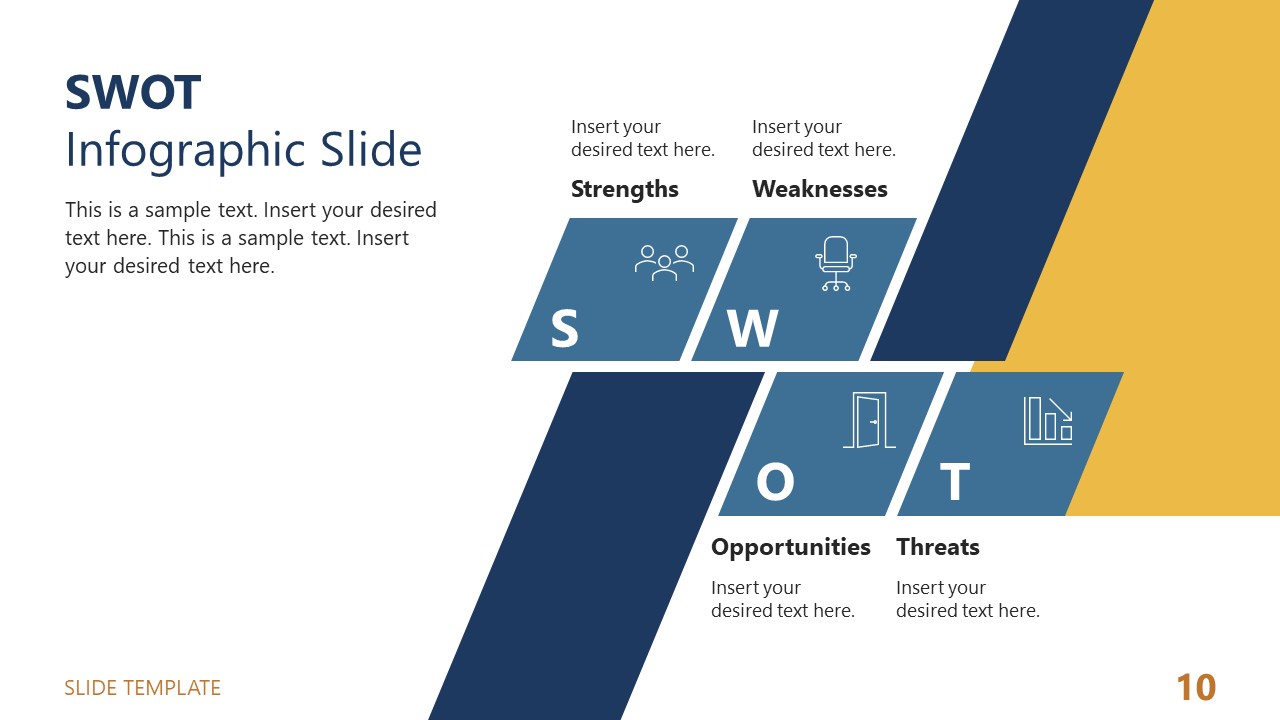 SWOT
Infographic Slide
This is a sample text. Insert your desired
text here. This is a sample text. Insert
your desired text here.
Insert your
desired text here.
Strengths
S
Insert your
desired text here.
Weaknesses
W
O
Opportunities
Insert your
desired text here.
T
Threats
Insert your
desired text here.
SLIDE TEMPLATE
10